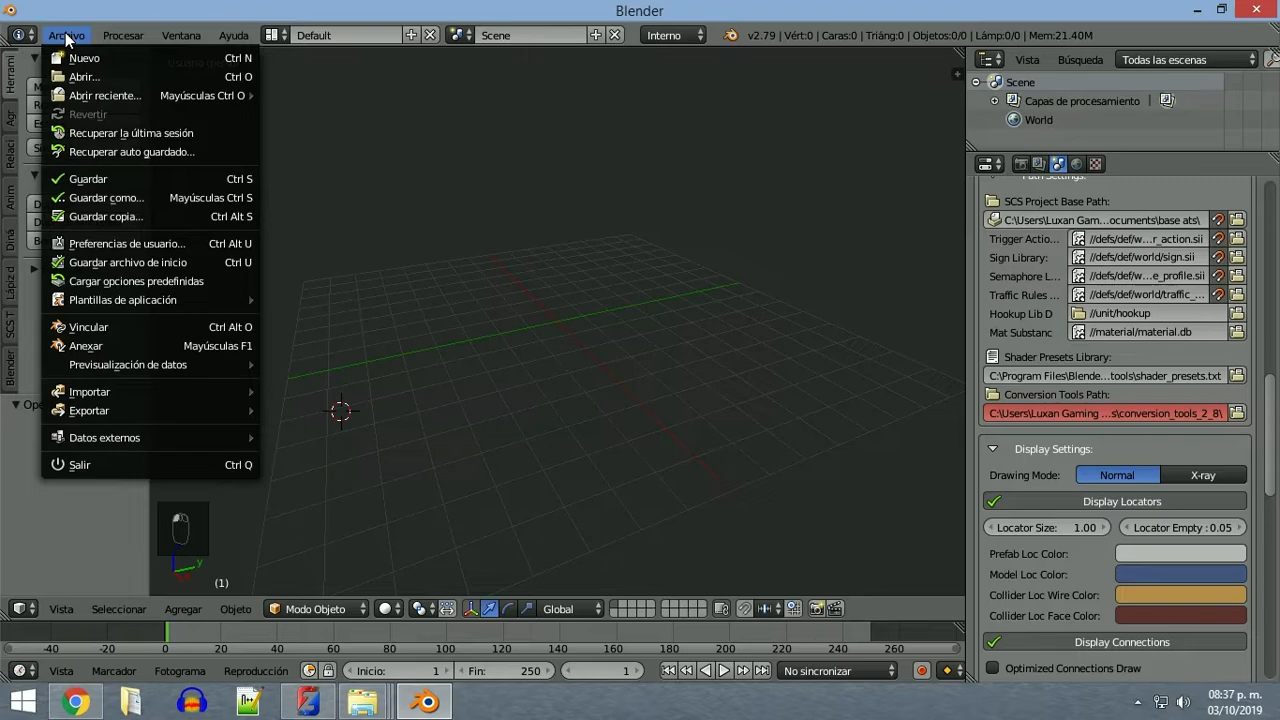 Blender
Archivo Procesar Ventana Ayuda Default Scene Interno v2.79 | Vért:0 | Caras:0 | Triáng:0 | Objetos:0/0 | Lámp:0/0 | Mem:21.40M
Nuevo Ctrl N
Abrir... Ctrl O
Abrir reciente... Mayúsculas Ctrl O
Revertir
Recuperar la última sesión
Recuperar auto guardado...
Guardar Ctrl S
Guardar como... Mayúsculas Ctrl S
Guardar copia... Ctrl Alt S
Preferencias de usuario... Ctrl Alt U
Guardar archivo de inicio Ctrl U
Cargar opciones predefinidas
Plantillas de aplicación
Vincular Ctrl Alt O
Anexar Mayúsculas F1
Previsualización de datos
Importar
Exportar
Datos externos
Salir Ctrl Q
Herrami
Agr
Relaci
Anim
Diná
Lápiz d
SCS T
Blender
Ope
(1)
Vista Búsqueda Todas las escenas
Scene
Capas de procesamiento
World
Path Settings:
SCS Project Base Path:
C:\Users\Luxan Gam...ocuments\base ats\
Trigger Actio... //defs/def/w...r_action.sii
Sign Library: //defs/def/world/sign.sii
Semaphore L... //defs/def/w...e_profile.sii
Traffic Rules ... //defs/def/world/traffic_...
Hookup Lib D //unit/hookup
Mat Substanc //material/material.db
Shader Presets Library:
C:\Program Files\Blende...tools\shader_presets.txt
Conversion Tools Path:
C:\Users\Luxan Gaming ...s\conversion_tools_2_8\
Display Settings:
Drawing Mode: Normal X-ray
Display Locators
Locator Size: 1.00 Locator Empty : 0.05
Prefab Loc Color:
Model Loc Color:
Collider Loc Wire Color:
Collider Loc Face Color:
Display Connections
Optimized Connections Draw
Vista Seleccionar Agregar Objeto Modo Objeto Global
-40 -20 0 20 40 60 80 100 120 140 160 180 200 220 240 260
Vista Marcador Fotograma Reproducción Inicio: 1 Fin: 250 1 No sincronizar
08:37 p. m.
03/10/2019